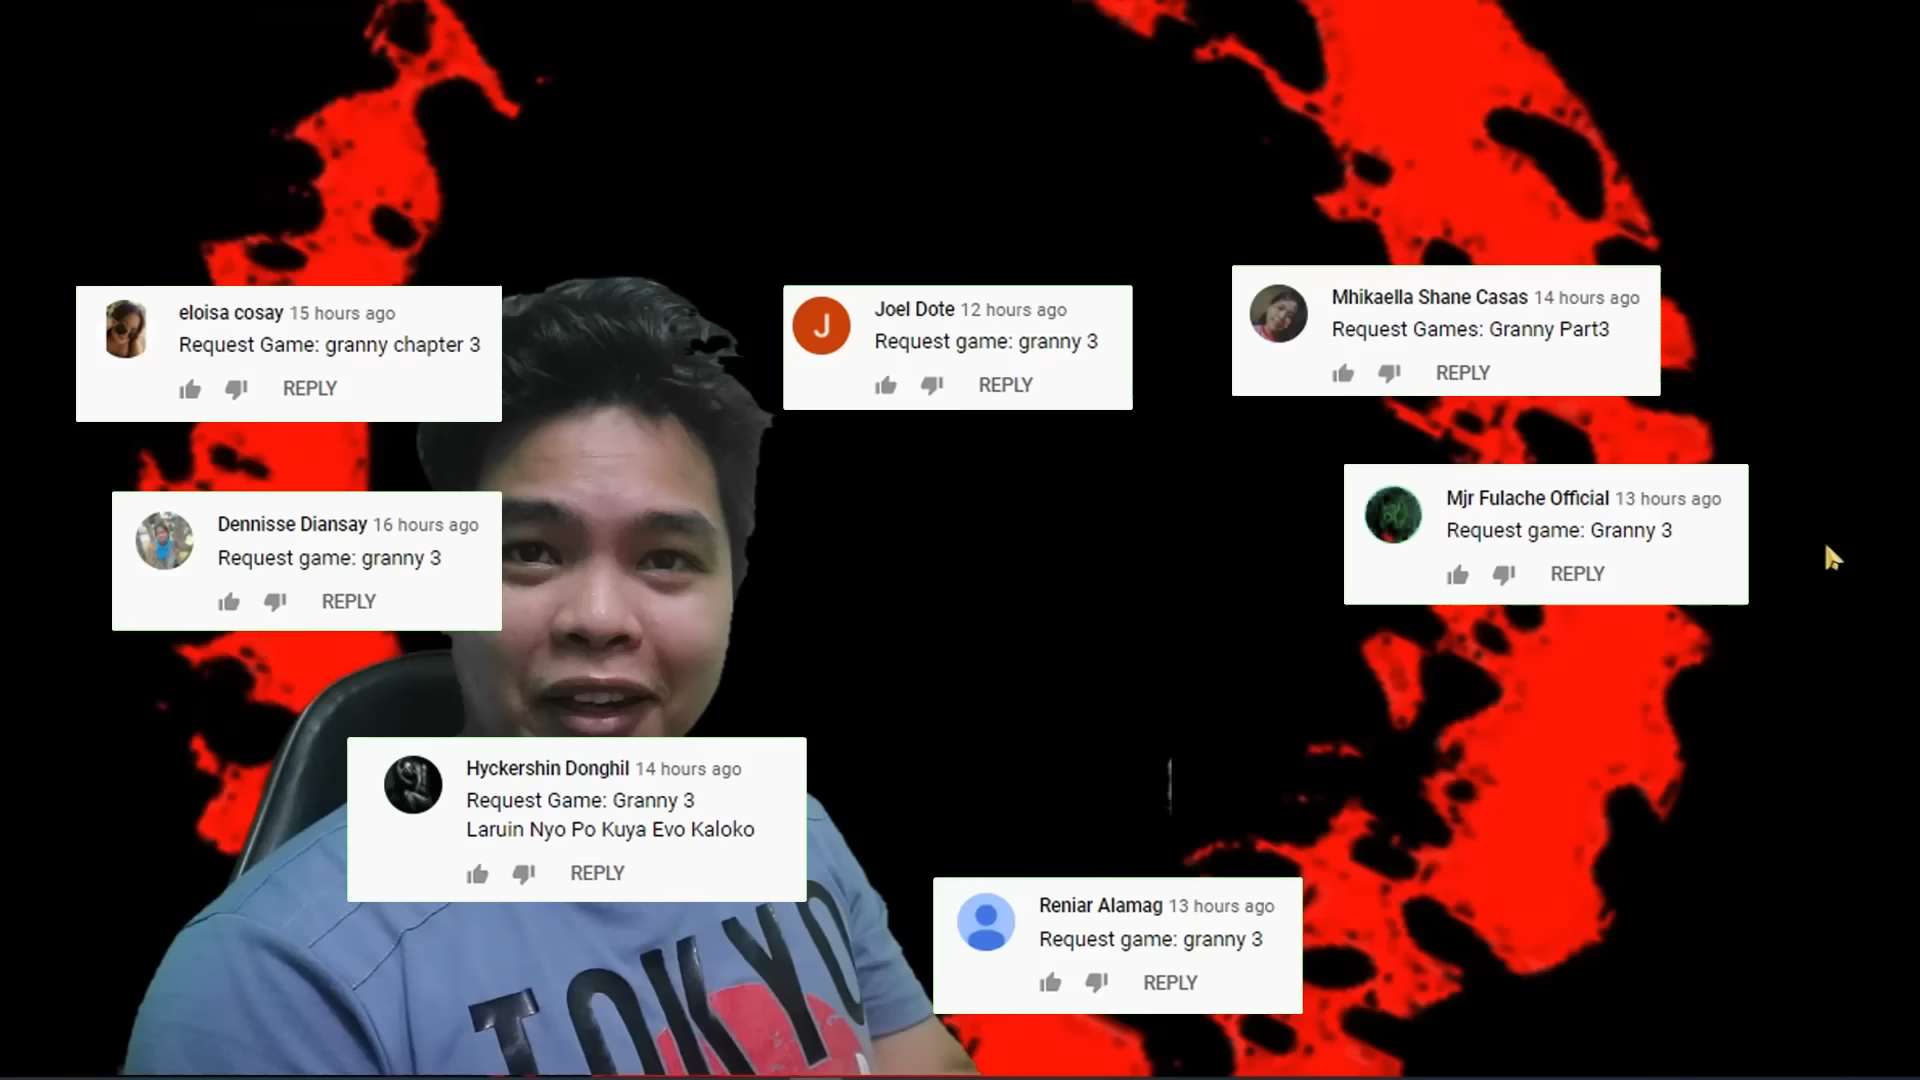 eloisa cosay 15 hours ago
Request Game: granny chapter 3
REPLY
Joel Dote 12 hours ago
Request game: granny 3
REPLY
J
Mhikaella Shane Casas 14 hours ago
Request Games: Granny Part3
REPLY
Dennisse Diansay 16 hours ago
Request game: granny 3
REPLY
Mjr Fulache Official 13 hours ago
Request game: Granny 3
REPLY
Hyckershin Donghil 14 hours ago
Request Game: Granny 3
Laruin Nyo Po Kuya Evo Kaloko
REPLY
Reniar Alamag 13 hours ago
Request game: granny 3
REPLY
TOKYO